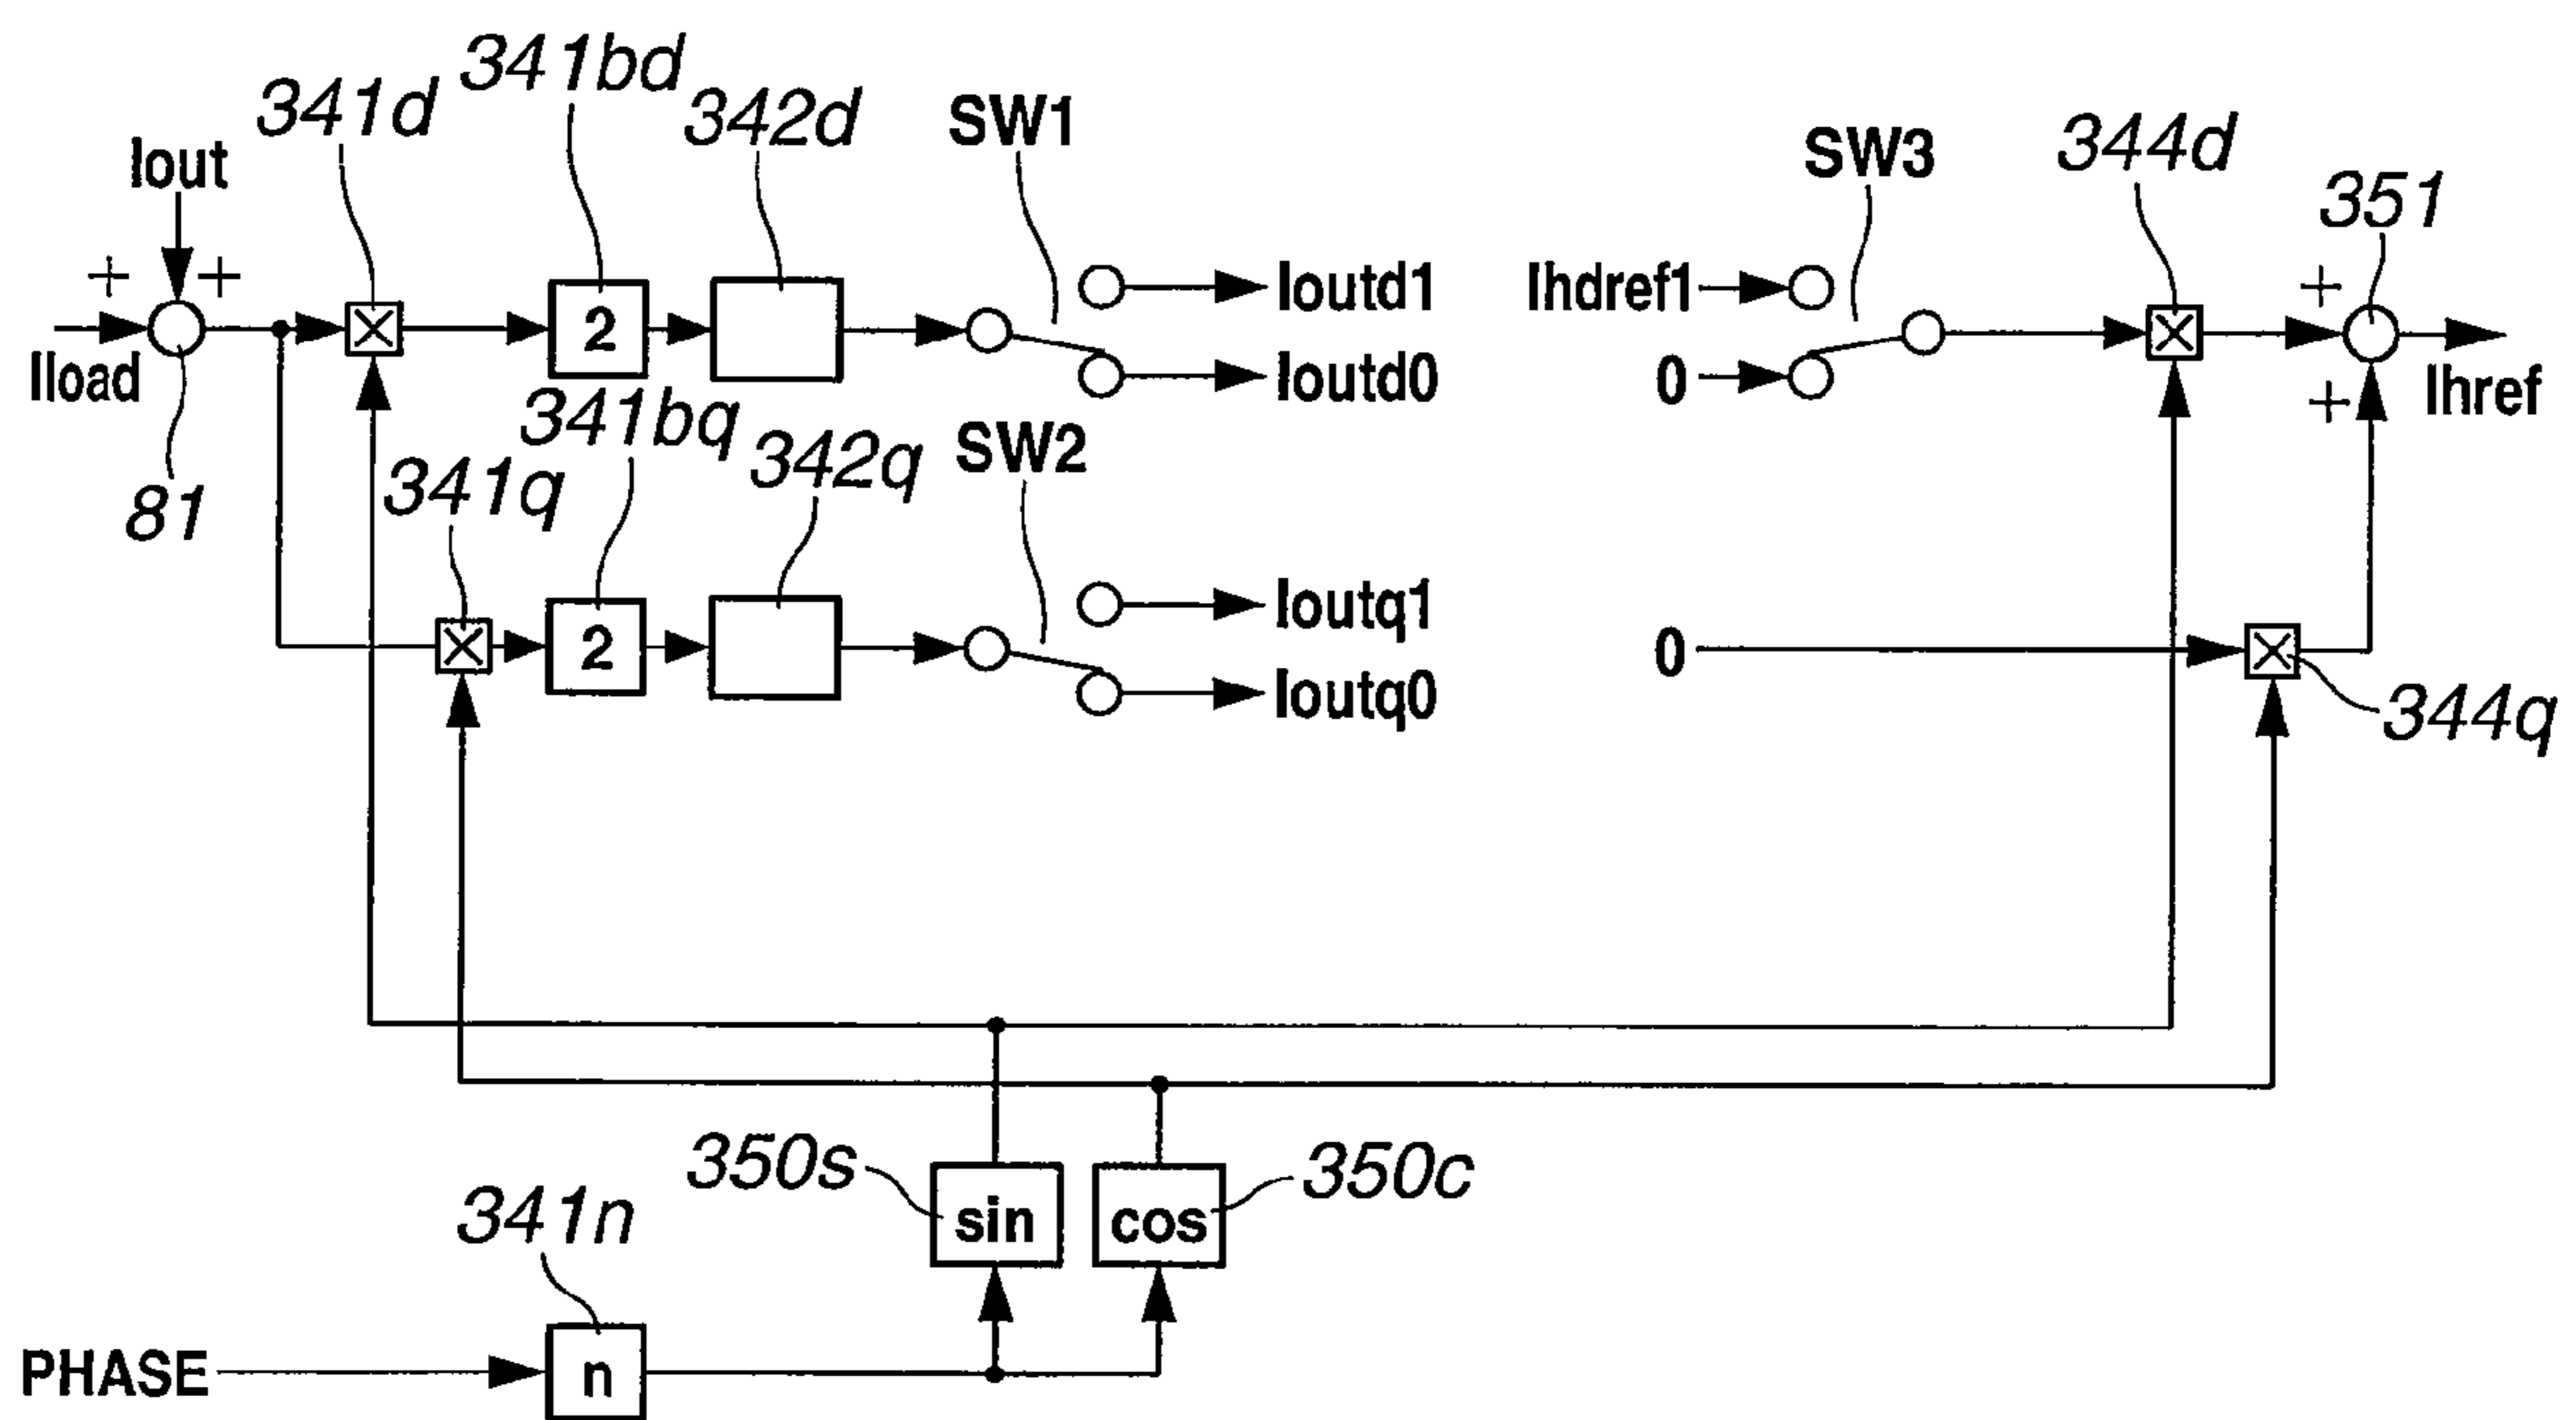 341d
341bd
342d
SW1
SW3
344d
351
Iout
+
+
Iload
81
2
Ioutd1
Ioutd0
Ihdref1
0
+
+
Ihref
341q
341bq
342q
SW2
2
Ioutq1
Ioutq0
0
344q
350s
sin
cos
350c
341n
PHASE
n